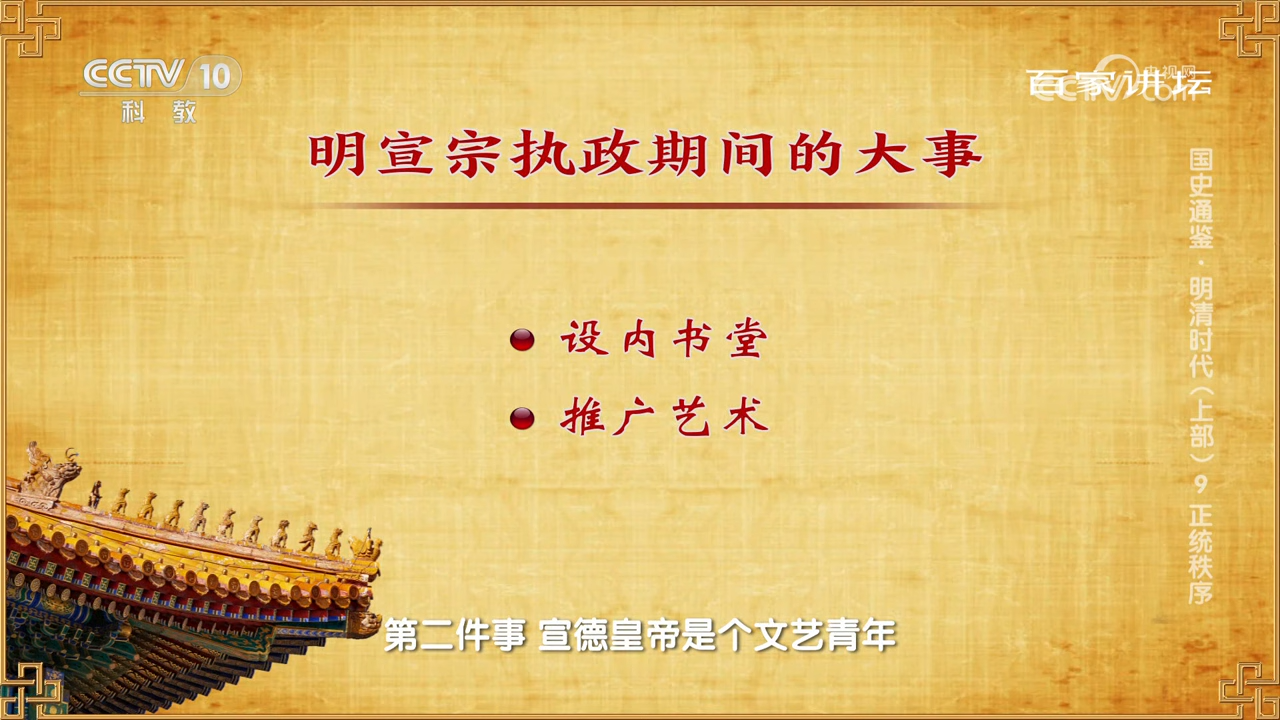 CCTV 10
科教
百家讲坛
央视网
CCTV.com
明宣宗执政期间的大事
设内书堂
推广艺术
国史通鉴·明清时代（上部）9 正统秩序
第二件事 宣德皇帝是个文艺青年